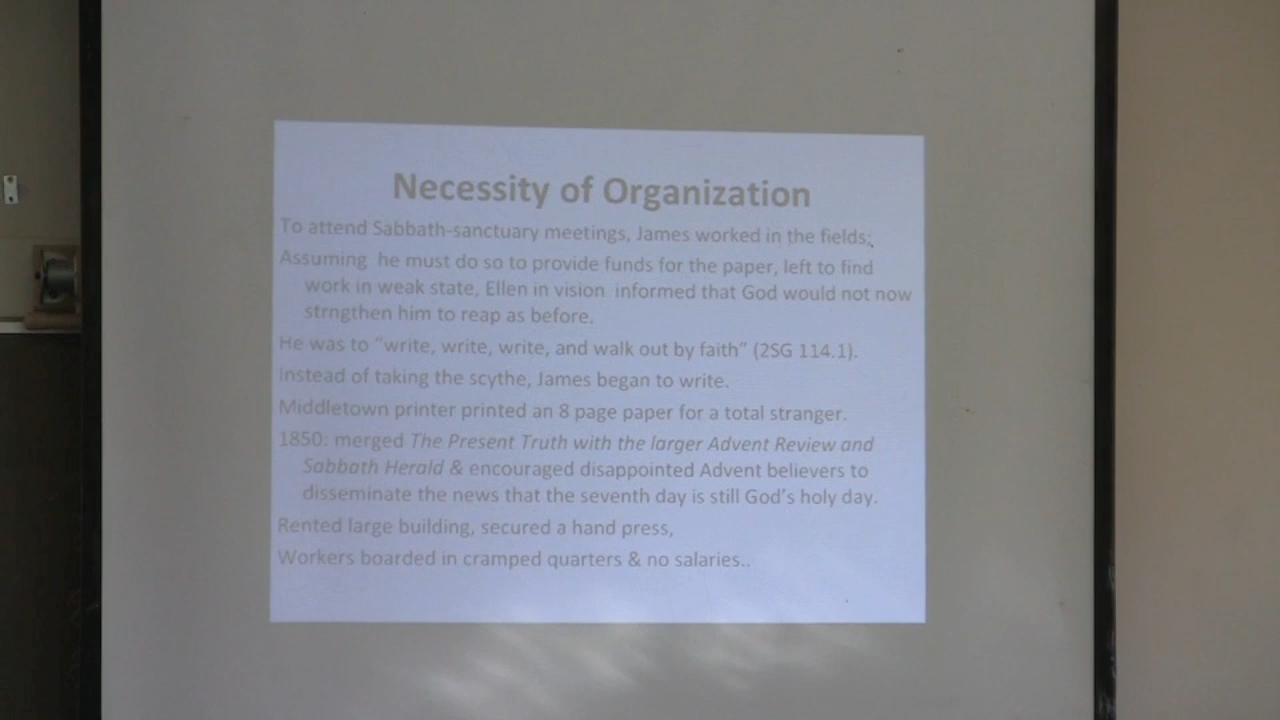 Necessity of Organization
To attend Sabbath-sanctuary meetings, James worked in the fields;
Assuming he must do so to provide funds for the paper, left to find
work in weak state, Ellen in vision informed that God would not now
strngthen him to reap as before.
He was to “write, write, write, and walk out by faith” (2SG 114.1).
Instead of taking the scythe, James began to write.
Middletown printer printed an 8 page paper for a total stranger.
1850: merged The Present Truth with the larger Advent Review and
Sabbath Herald & encouraged disappointed Advent believers to
disseminate the news that the seventh day is still God’s holy day.
Rented large building, secured a hand press,
Workers boarded in cramped quarters & no salaries..